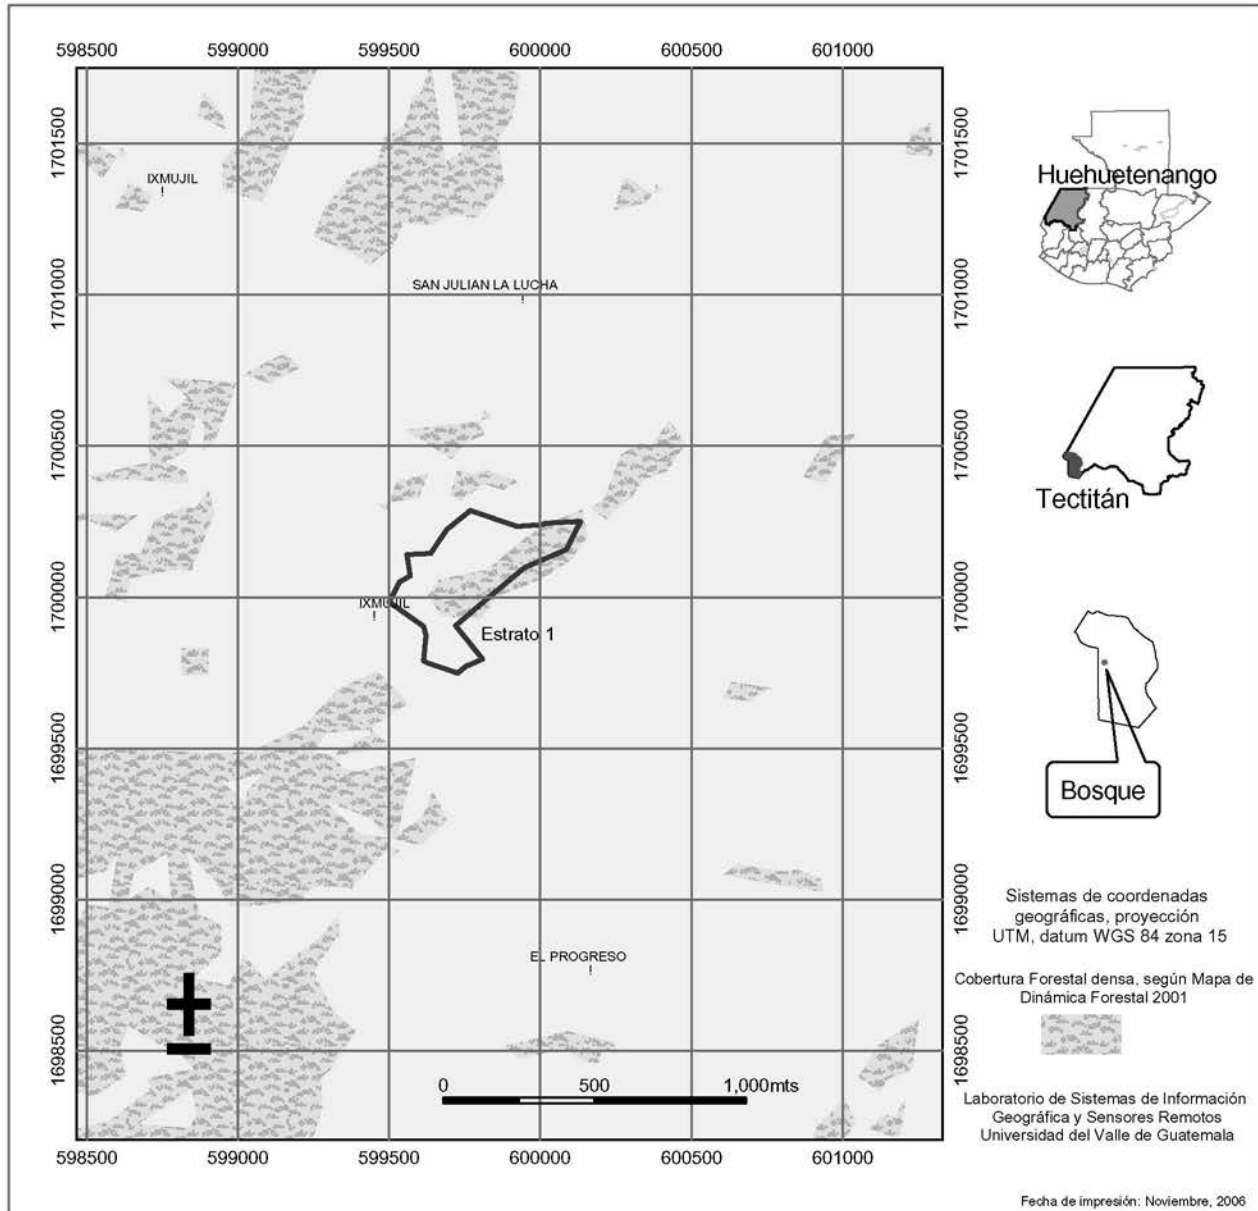 598500 599000 599500 600000 600500 601000
1701500
1701000
1700500
1700000
1699500
1699000
1698500
IXMUJIL
!
SAN JULIAN LA LUCHA
!
IXMUJIL
!
Estrato 1
EL PROGRESO
!
0 500 1,000mts
1701500
1701000
1700500
1700000
1699500
1699000
1698500
598500 599000 599500 600000 600500 601000
Huehuetenango
Tectitán
Bosque
Sistemas de coordenadas
geográficas, proyección
UTM, datum WGS 84 zona 15
Cobertura Forestal densa, según Mapa de
Dinámica Forestal 2001
Laboratorio de Sistemas de Información
Geográfica y Sensores Remotos
Universidad del Valle de Guatemala
Fecha de impresión: Noviembre, 2006